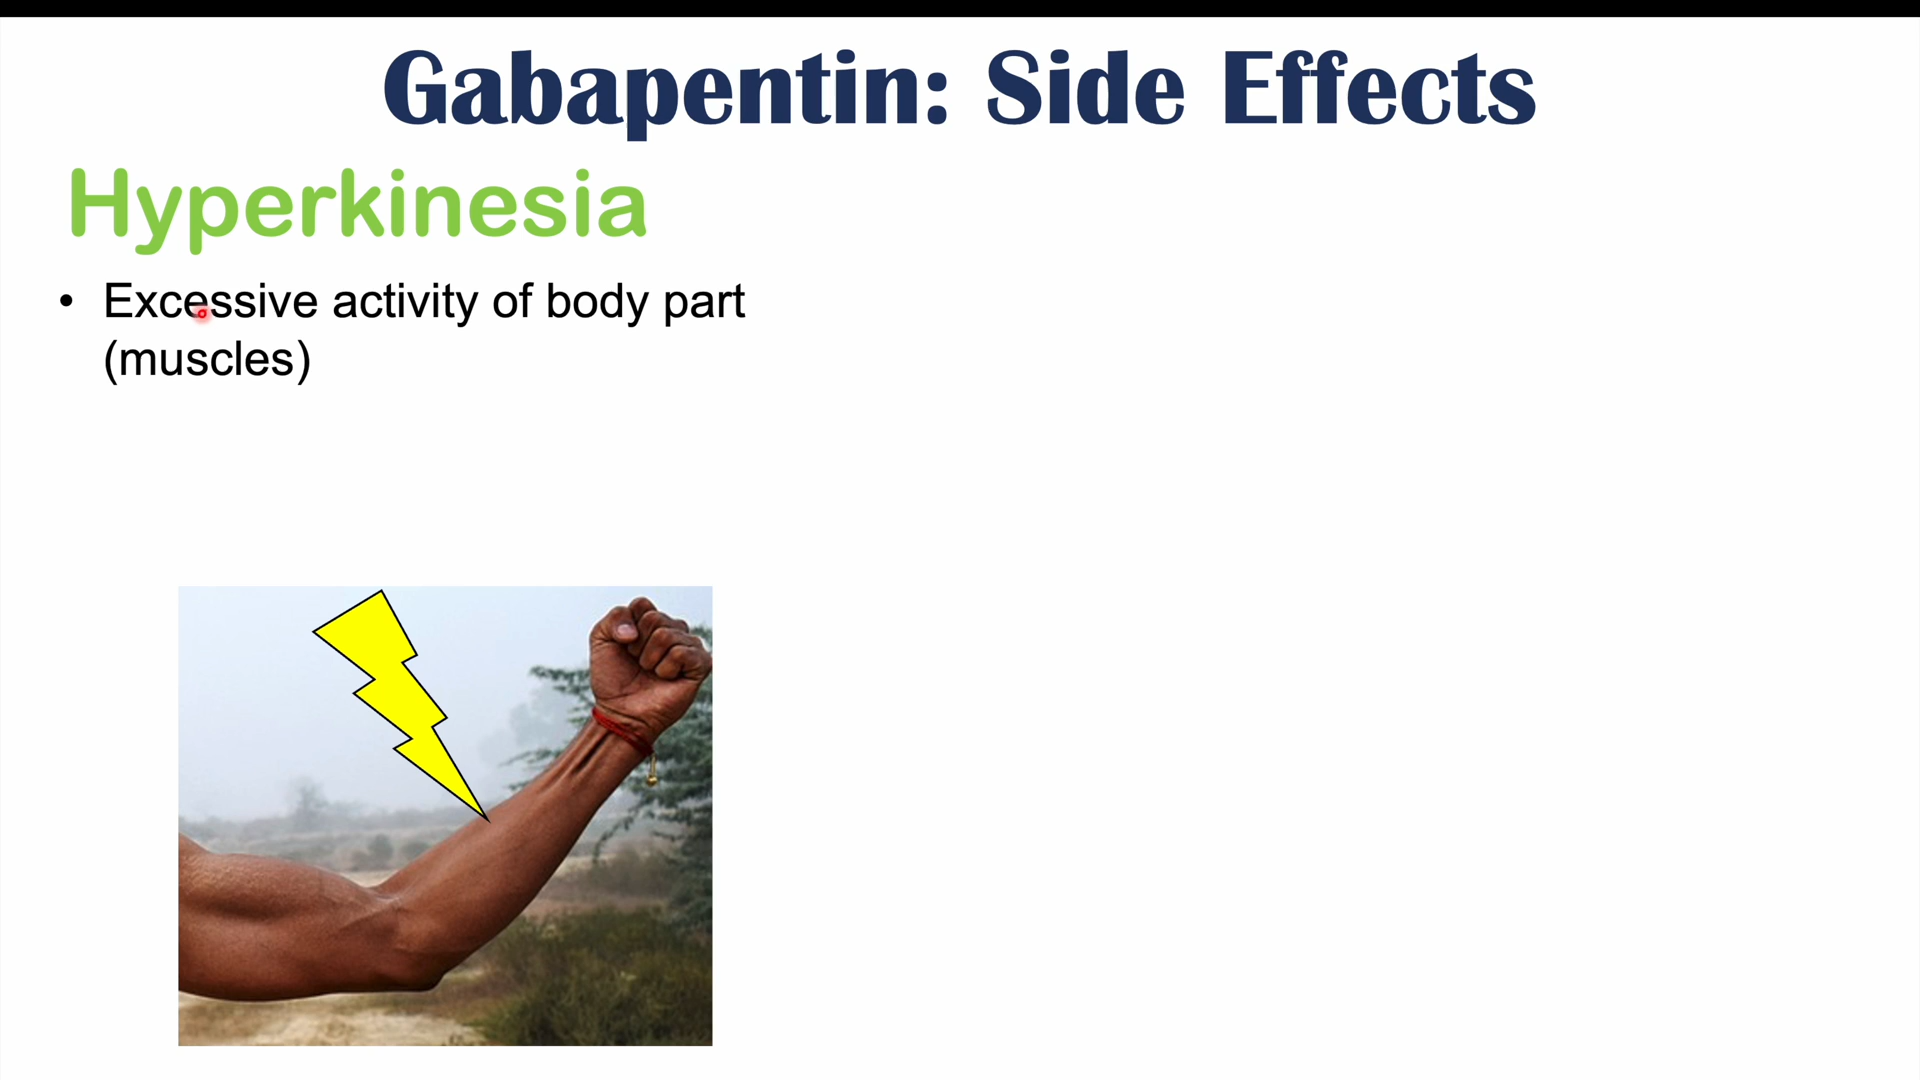 Gabapentin: Side Effects
Hyperkinesia
• Excessive activity of body part
(muscles)